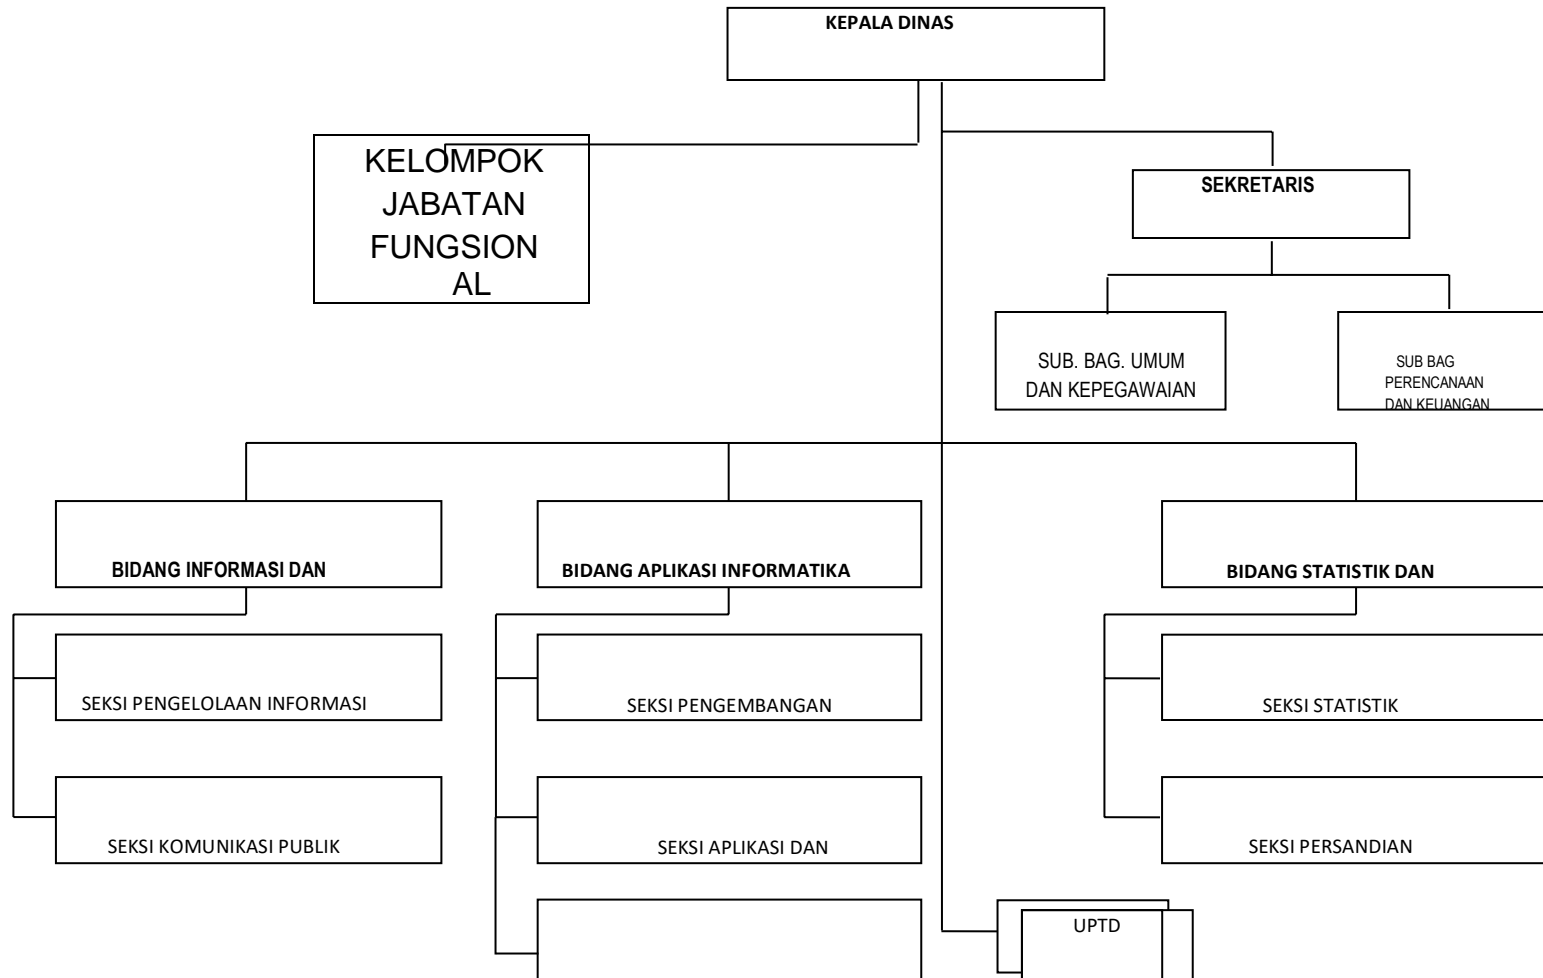 KEPALA DINAS
KELOMPOK
JABATAN
FUNGSION
AL
SEKRETARIS
SUB. BAG. UMUM
DAN KEPEGAWAIAN
SUB BAG
PERENCANAAN
DAN KEUANGAN
BIDANG INFORMASI DAN
BIDANG APLIKASI INFORMATIKA
BIDANG STATISTIK DAN
SEKSI PENGELOLAAN INFORMASI
SEKSI PENGEMBANGAN
SEKSI STATISTIK
SEKSI KOMUNIKASI PUBLIK
SEKSI APLIKASI DAN
SEKSI PERSANDIAN
UPTD